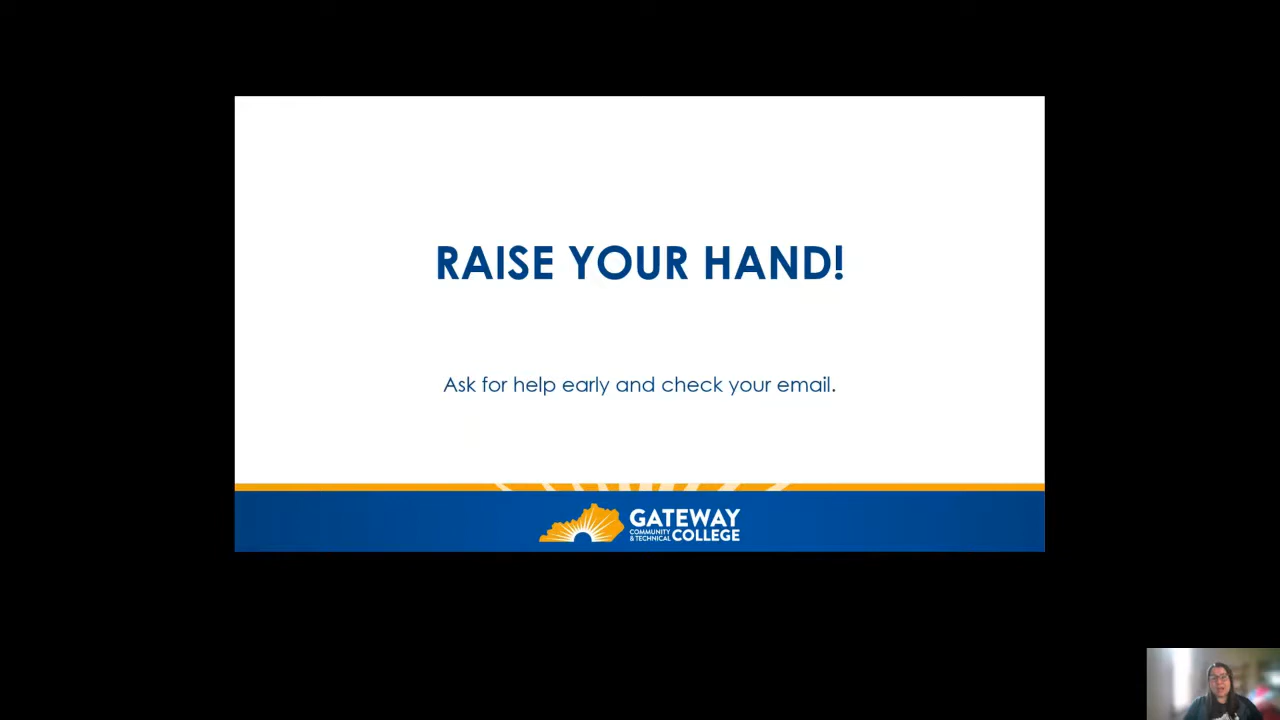 RAISE YOUR HAND!
Ask for help early and check your email.
GATEWAY
COMMUNITY
& TECHNICAL COLLEGE